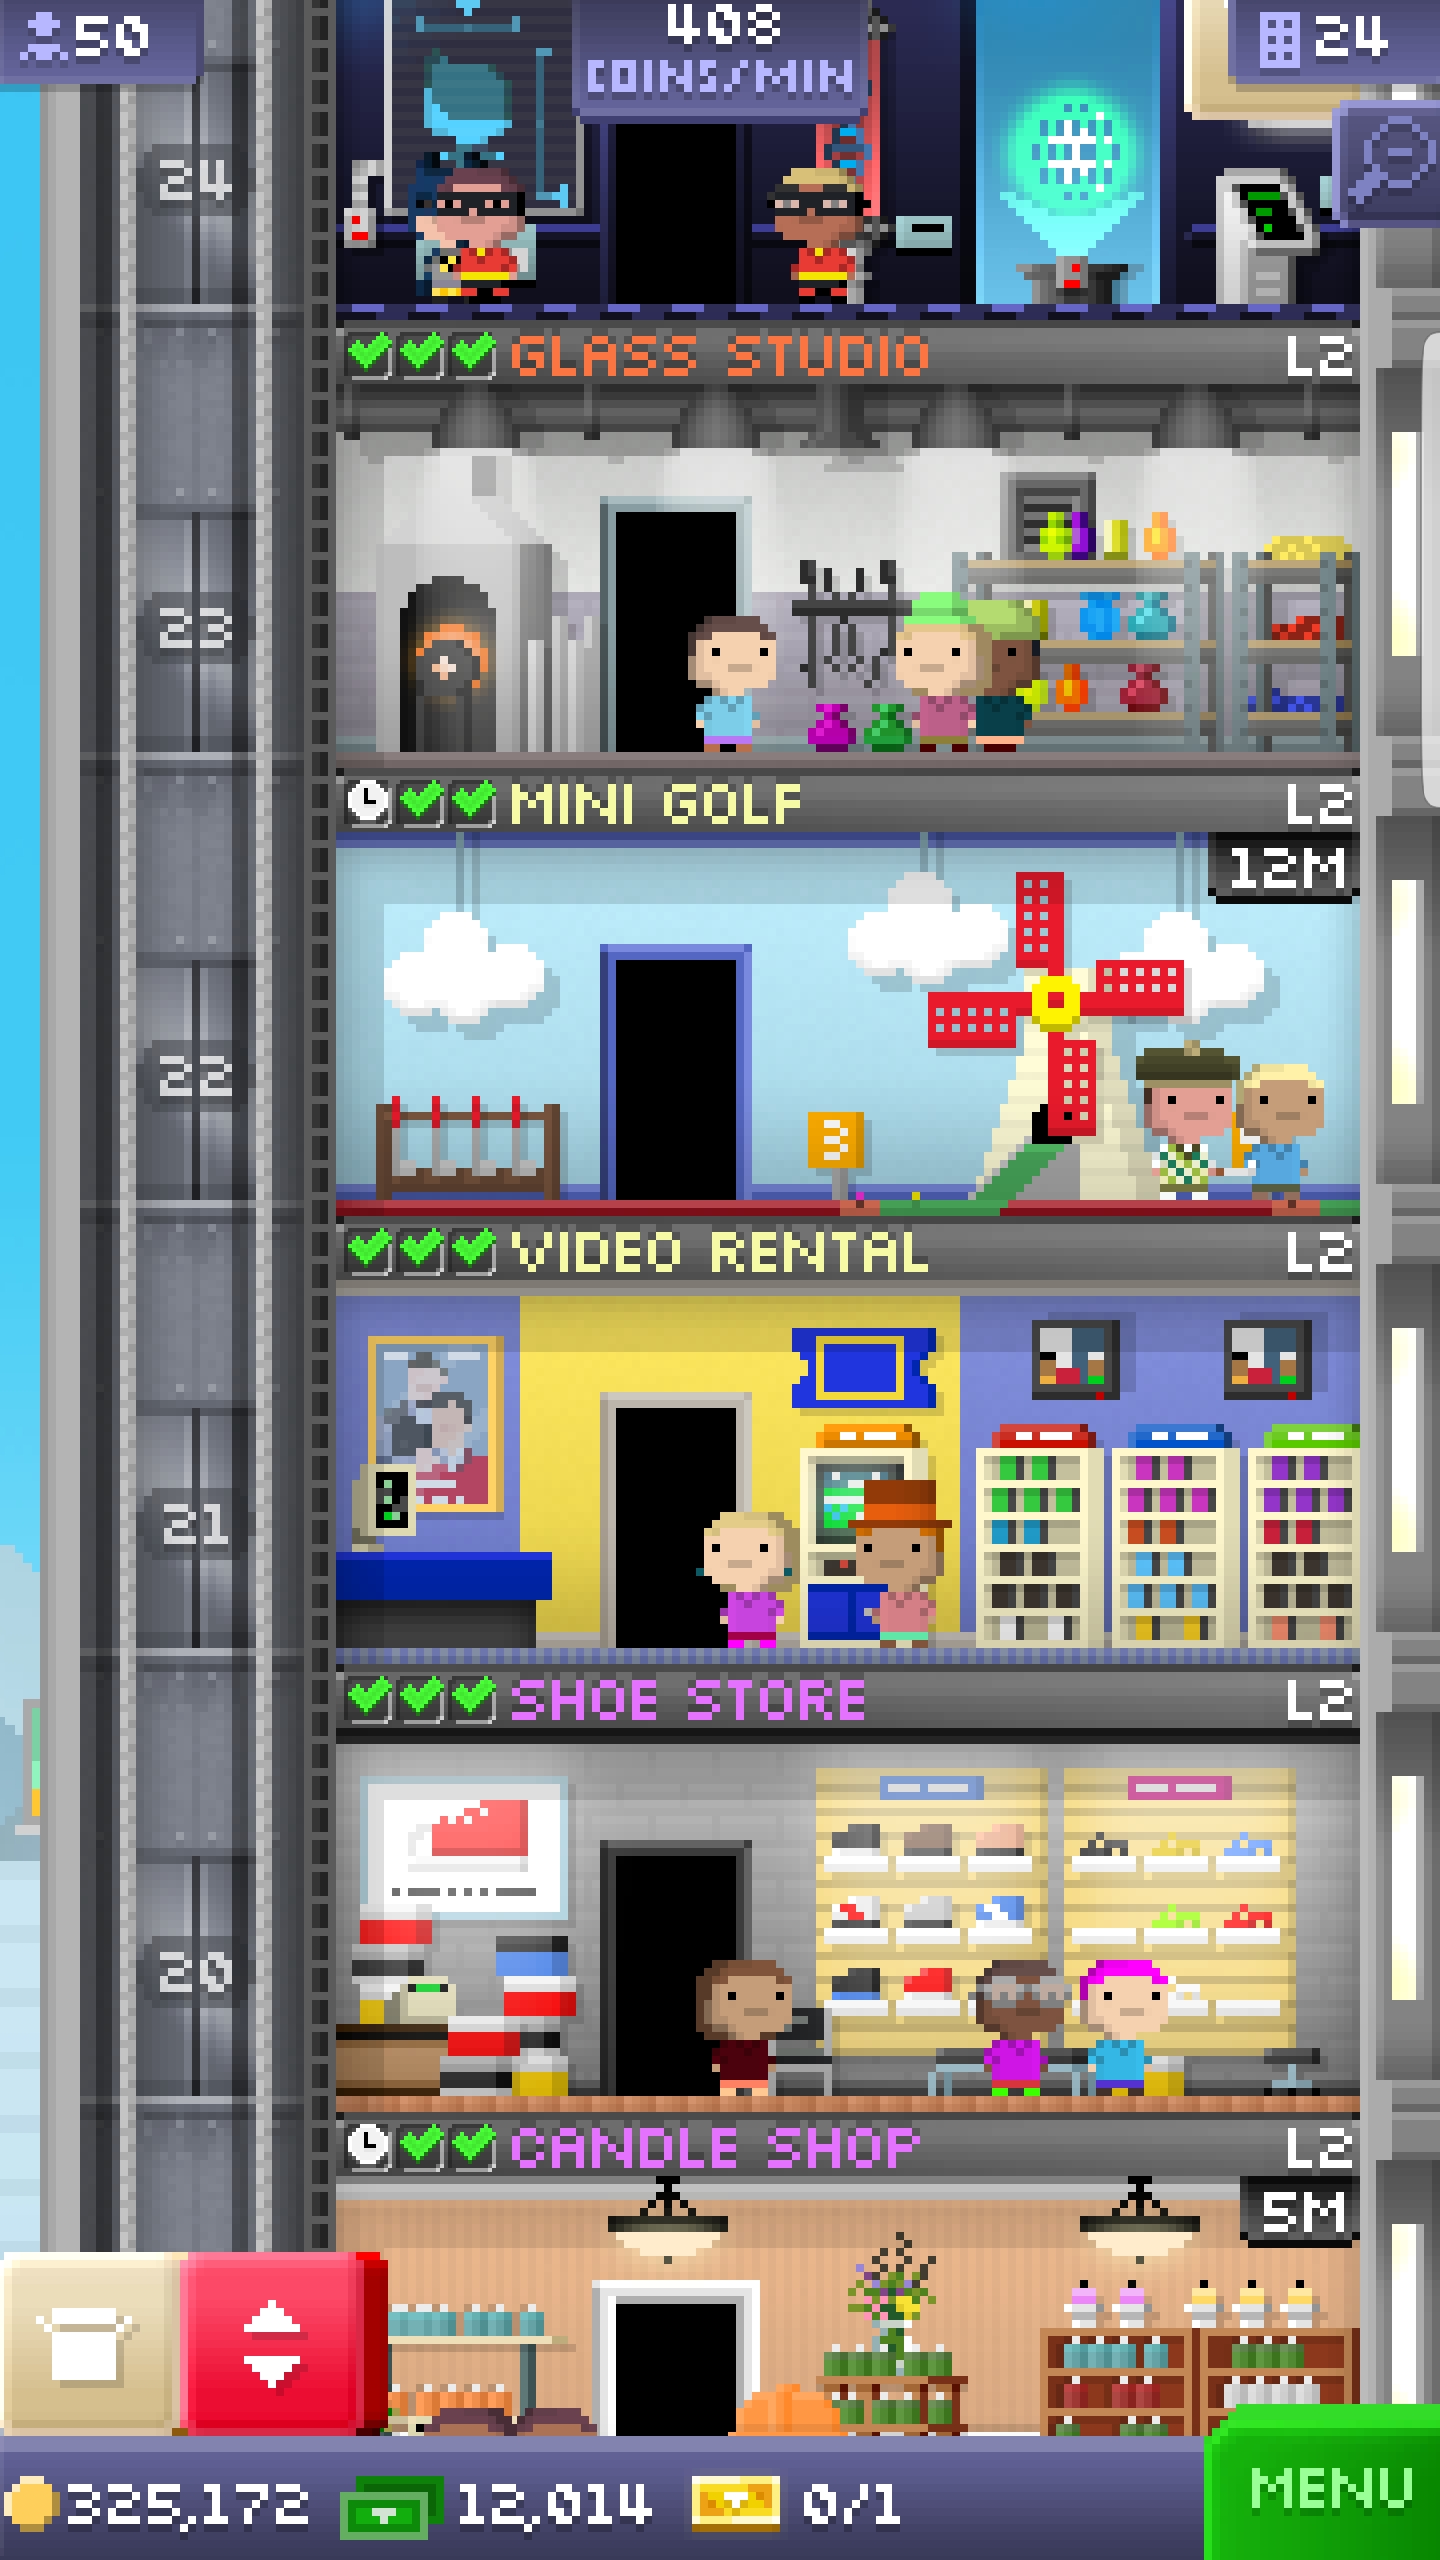 50
408
COINS/MIN
24
24
GLASS STUDIO L2
23
MINI GOLF L2
12M
22
3
VIDEO RENTAL L2
21
SHOE STORE L2
20
CANDLE SHOP L2
5M
325,172 12,014 0/1
MENU